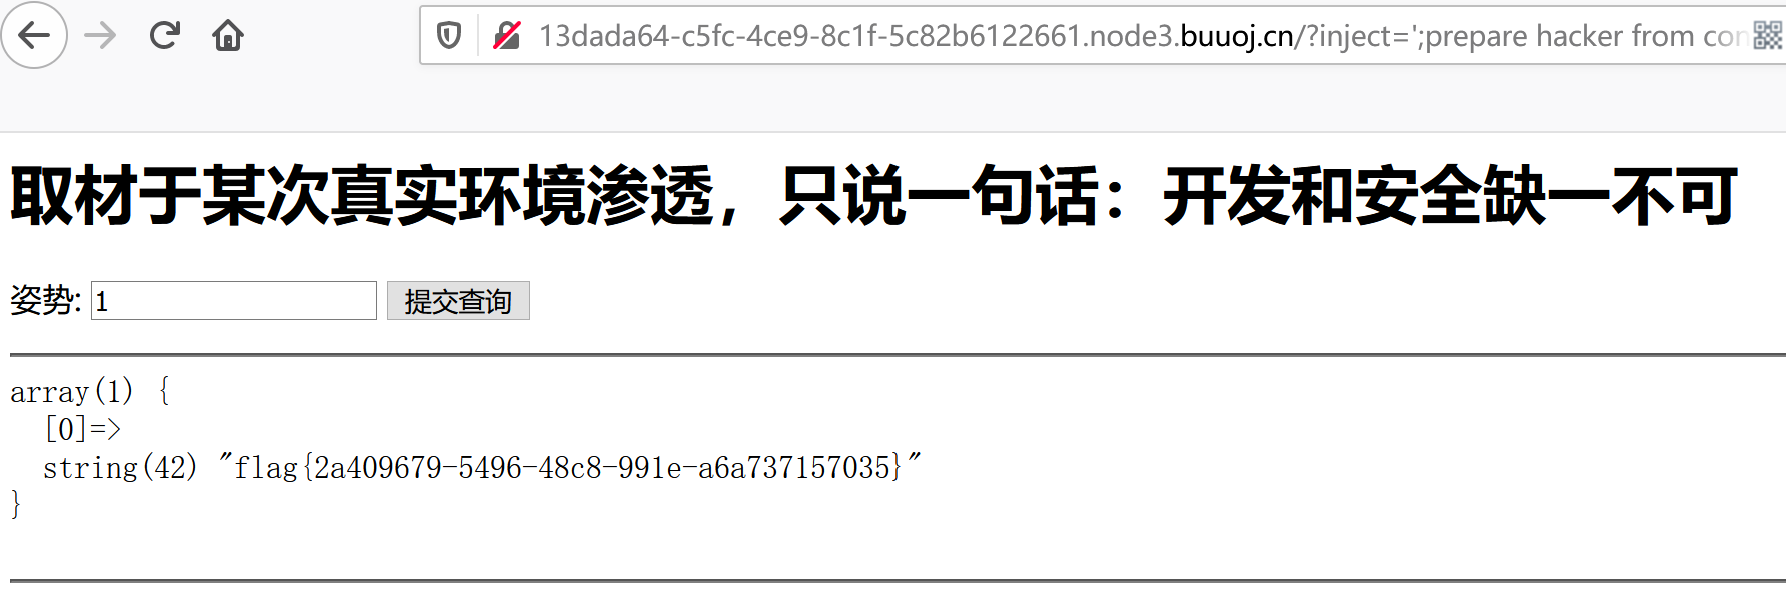 13dada64-c5fc-4ce9-8c1f-5c82b6122661.node3.buuoj.cn/?inject=';prepare hacker from con
取材于某次真实环境渗透，只说一句话：开发和安全缺一不可
姿势: 1 提交查询
array(1) {
[0]=>
string(42) "flag{2a409679-5496-48c8-991e-a6a737157035}"
}